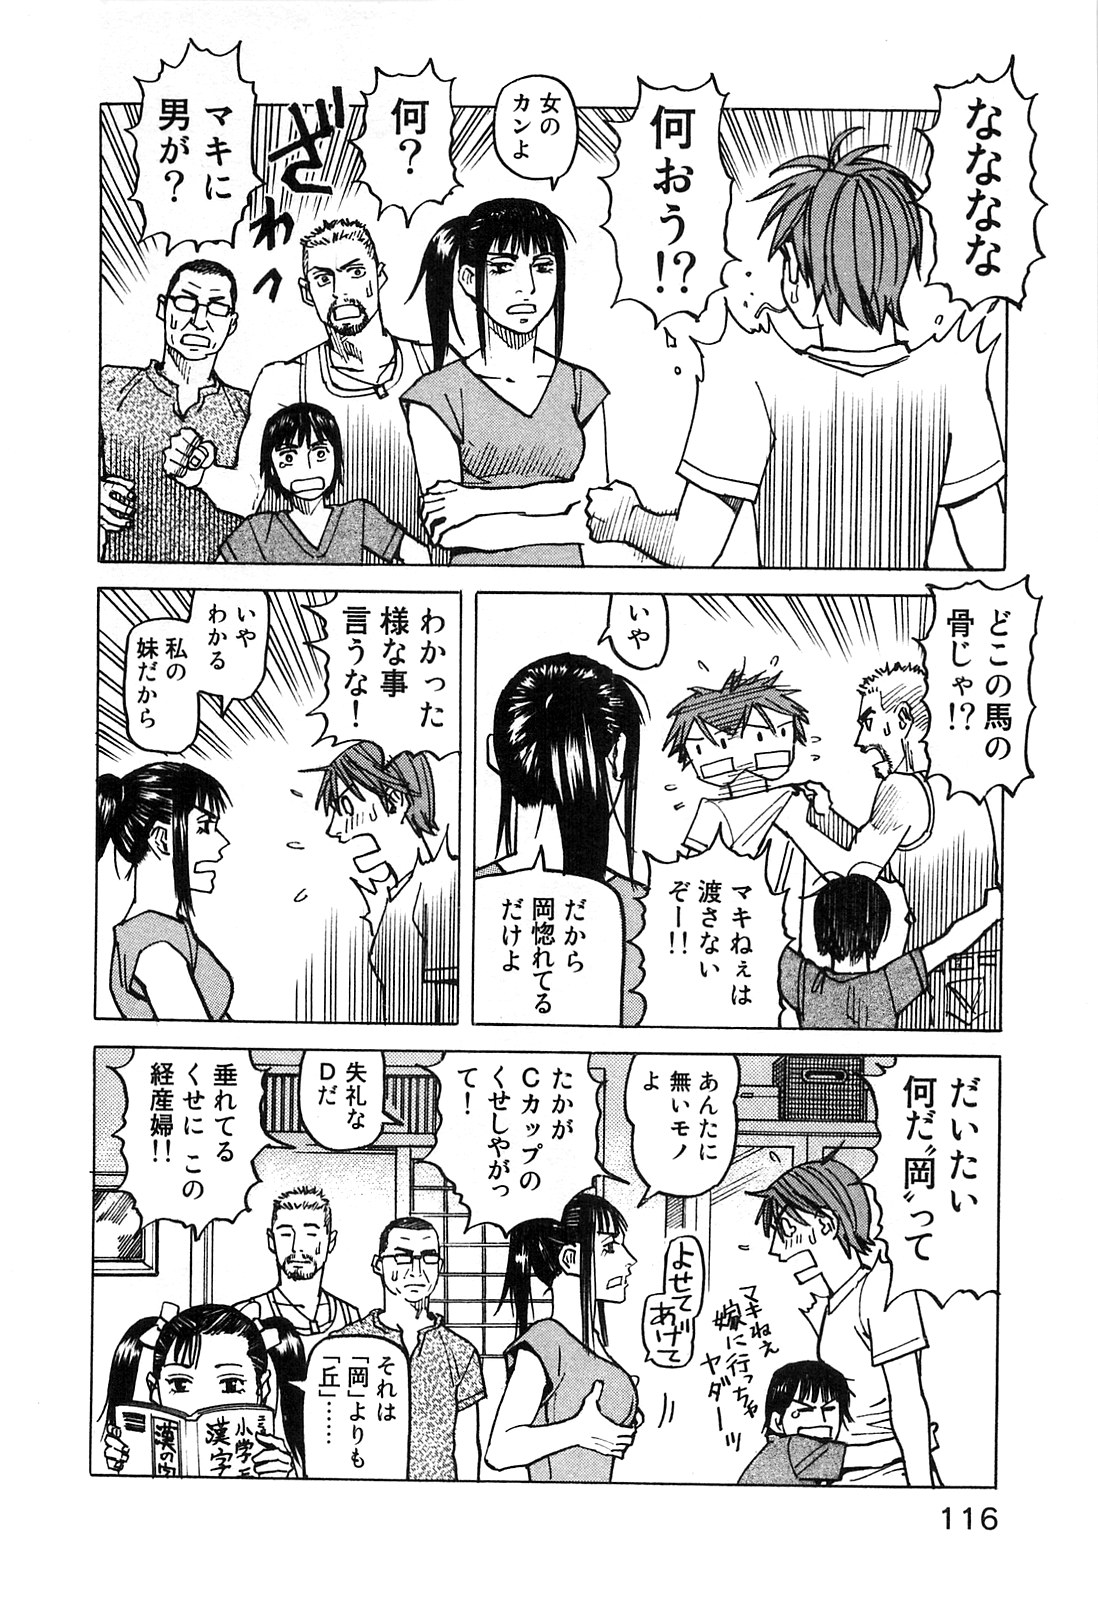 なななな
何おう!?
女の
カンよ
何?
ざわ
マキに
男が?
どこの馬の
骨じゃ!?
いや
マキねぇは
渡さない
ぞー!!
だから
岡惚れてる
だけよ
わかった
様な事
言うな!
いや
わかる
私の
妹だから
だいたい
何だ〝岡〟って
あんたに
無いモノ
よ
よせて
あげて
マキねぇ
嫁に行っちゃ
ヤダーッ
たかが
Cカップの
くせしやがっ
て!
失礼な
Dだ
垂れてる
くせに この
経産婦!!
それは
「岡」よりも
「丘」……
小学
漢字
漢の字
116